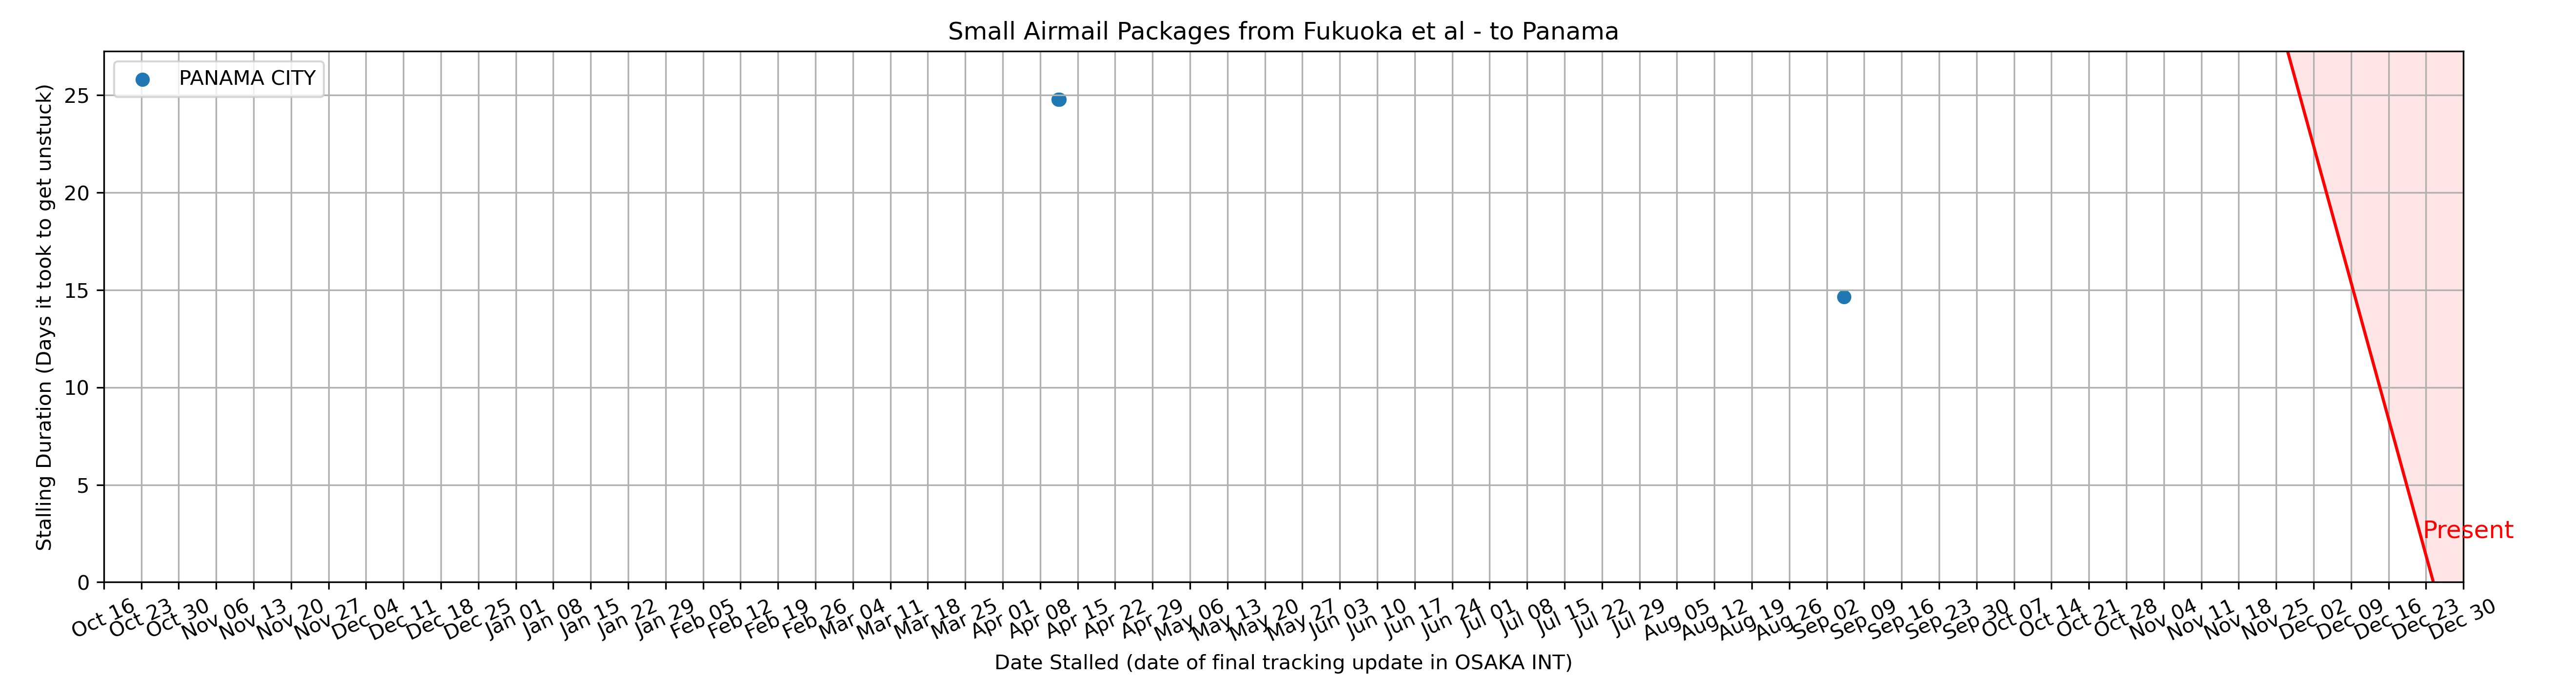 Small Airmail Packages from Fukuoka et al - to Panama
PANAMA CITY
Stalling Duration (Days it took to get unstuck)
25
20
15
10
5
0
Present
Oct 16
Oct 23
Oct 30
Nov 06
Nov 13
Nov 20
Nov 27
Dec 04
Dec 11
Dec 18
Dec 25
Jan 01
Jan 08
Jan 15
Jan 22
Jan 29
Feb 05
Feb 12
Feb 19
Feb 26
Mar 04
Mar 11
Mar 18
Mar 25
Apr 01
Apr 08
Apr 15
Apr 22
Apr 29
May 06
May 13
May 20
May 27
Jun 03
Jun 10
Jun 17
Jun 24
Jul 01
Jul 08
Jul 15
Jul 22
Jul 29
Aug 05
Aug 12
Aug 19
Aug 26
Sep 02
Sep 09
Sep 16
Sep 23
Sep 30
Oct 07
Oct 14
Oct 21
Oct 28
Nov 04
Nov 11
Nov 18
Nov 25
Dec 02
Dec 09
Dec 16
Dec 23
Dec 30
Date Stalled (date of final tracking update in OSAKA INT)